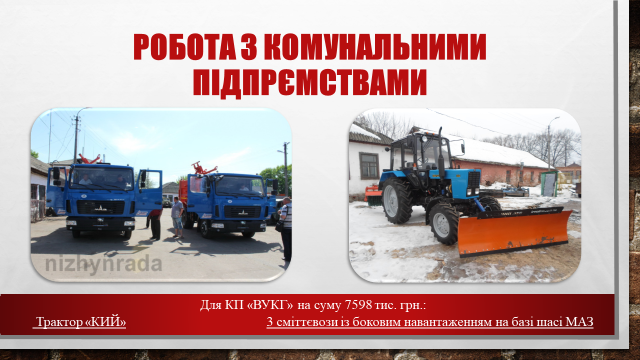 РОБОТА З КОМУНАЛЬНИМИ
ПІДПРЄМСТВАМИ
nizhynrada
Для КП «ВУКГ» на суму 7598 тис. грн.:
Трактор «КИЙ» 3 сміттєвози із боковим навантаженням на базі шасі МАЗ